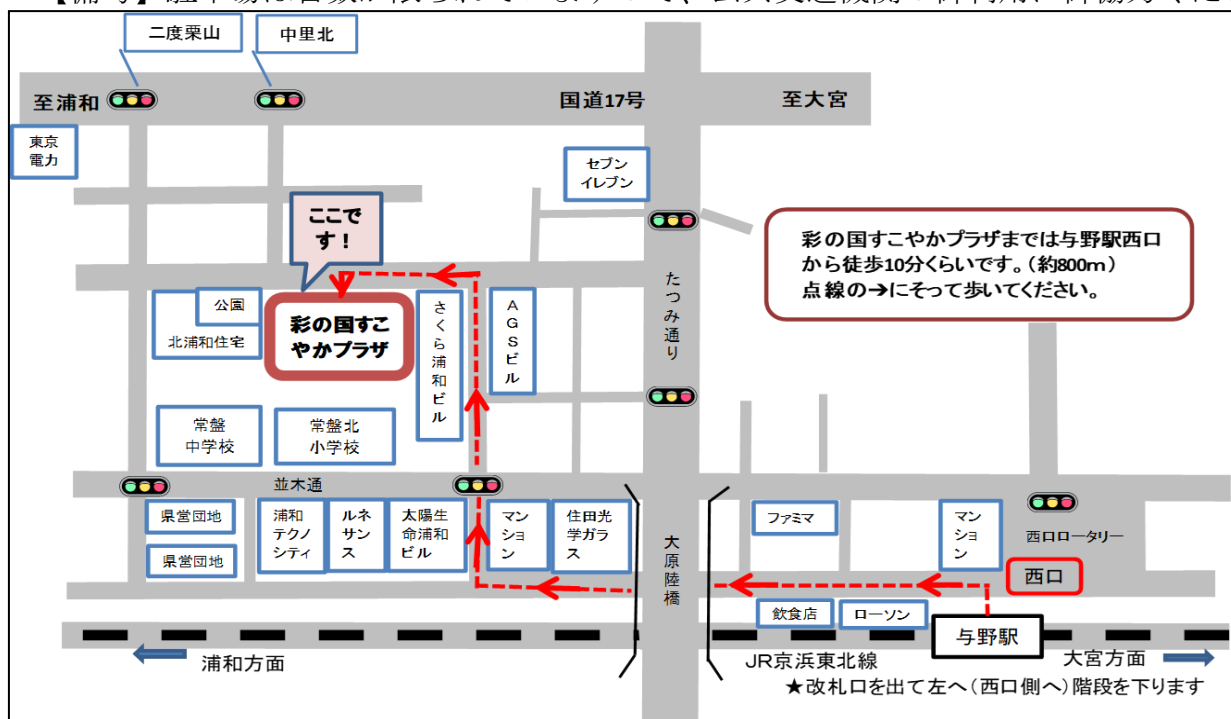 二度栗山
中里北
至浦和
国道17号
至大宮
東京
電力
セブン
イレブン
ここで
す！
彩の国すこやかプラザまでは与野駅西口
から徒歩10分くらいです。（約800m）
点線の→にそって歩いてください。
たつみ通り
公園
北浦和住宅
彩の国すこ
やかプラザ
さくら浦和ビル
AGSビル
常盤
中学校
常盤北
小学校
並木通
県営団地
県営団地
浦和
テクノ
シティ
ルネ
サン
ス
太陽生
命浦和
ビル
マン
ション
住田光
学ガラ
ス
大原陸橋
ファミマ
マンション
西口ロータリー
西口
飲食店
ローソン
与野駅
浦和方面
JR京浜東北線
大宮方面
★改札口を出て左へ（西口側へ）階段を下ります